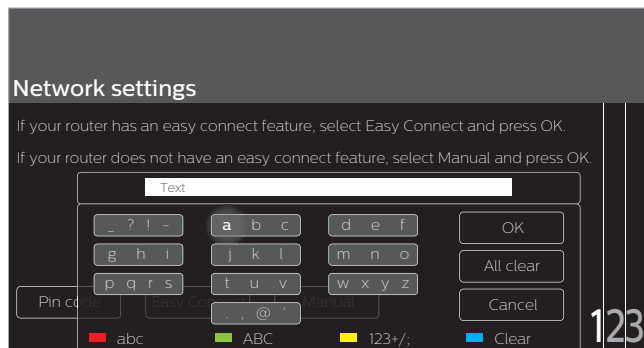 Network settings
If your router has an easy connect feature, select Easy Connect and press OK.
If your router does not have an easy connect feature, select Manual and press OK.
Text
_ ? ! - a b c d e f OK
g h i j k l m n o All clear
p q r s t u v w x y z
Pin code Easy Connect Manual
. , @ ' Cancel
abc ABC 123+/; Clear
123